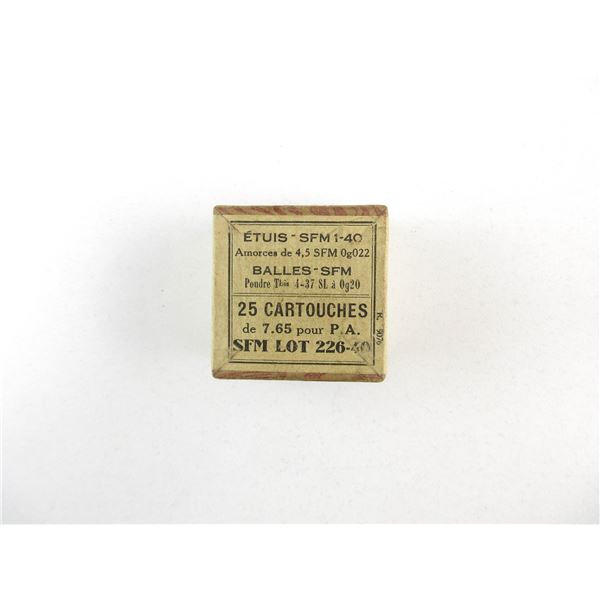 ÉTUIS - SFM 1-40
Amorces de 4,5 SFM 0g022
BALLES - SFM
Poudre Tbis 4-37 SL à 0g20
25 CARTOUCHES
de 7.65 pour P.A.
SFM LOT 226-40